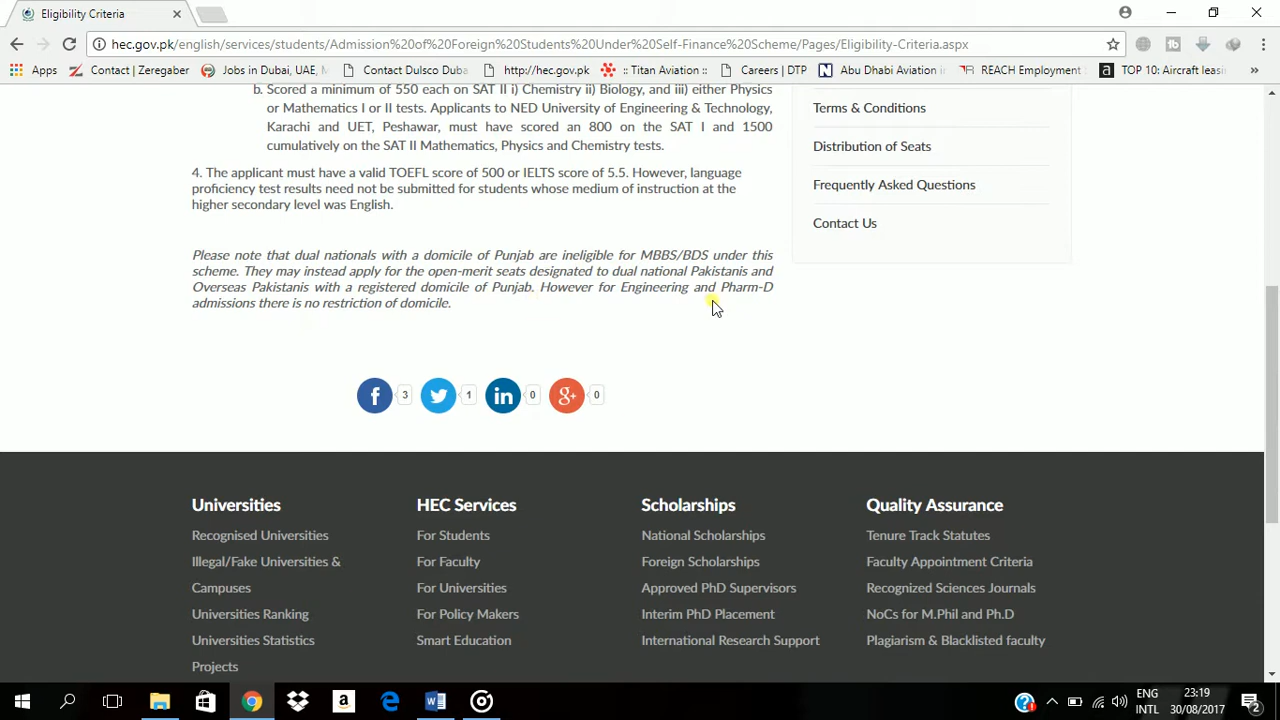 Eligibility Criteria
hec.gov.pk/english/services/students/Admission%20of%20Foreign%20Students%20Under%20Self-Finance%20Scheme/Pages/Eligibility-Criteria.aspx
Apps Contact | Zeregaber Jobs in Dubai, UAE, M Contact Dulsco Duba http://hec.gov.pk :: Titan Aviation :: Careers | DTP Abu Dhabi Aviation i REACH Employment TOP 10: Aircraft leasi »
b. Scored a minimum of 550 each on SAT II i) Chemistry ii) Biology, and iii) either Physics
or Mathematics I or II tests. Applicants to NED University of Engineering & Technology,
Karachi and UET, Peshawar, must have scored an 800 on the SAT I and 1500
cumulatively on the SAT II Mathematics, Physics and Chemistry tests.
4. The applicant must have a valid TOEFL score of 500 or IELTS score of 5.5. However, language
proficiency test results need not be submitted for students whose medium of instruction at the
higher secondary level was English.
Please note that dual nationals with a domicile of Punjab are ineligible for MBBS/BDS under this
scheme. They may instead apply for the open-merit seats designated to dual national Pakistanis and
Overseas Pakistanis with a registered domicile of Punjab. However for Engineering and Pharm-D
admissions there is no restriction of domicile.
Terms & Conditions
Distribution of Seats
Frequently Asked Questions
Contact Us
f 3 1 in 0 g+ 0
Universities
Recognised Universities
Illegal/Fake Universities &
Campuses
Universities Ranking
Universities Statistics
Projects
HEC Services
For Students
For Faculty
For Universities
For Policy Makers
Smart Education
Scholarships
National Scholarships
Foreign Scholarships
Approved PhD Supervisors
Interim PhD Placement
International Research Support
Quality Assurance
Tenure Track Statutes
Faculty Appointment Criteria
Recognized Sciences Journals
NoCs for M.Phil and Ph.D
Plagiarism & Blacklisted faculty
ENG
INTL
23:19
30/08/2017
2